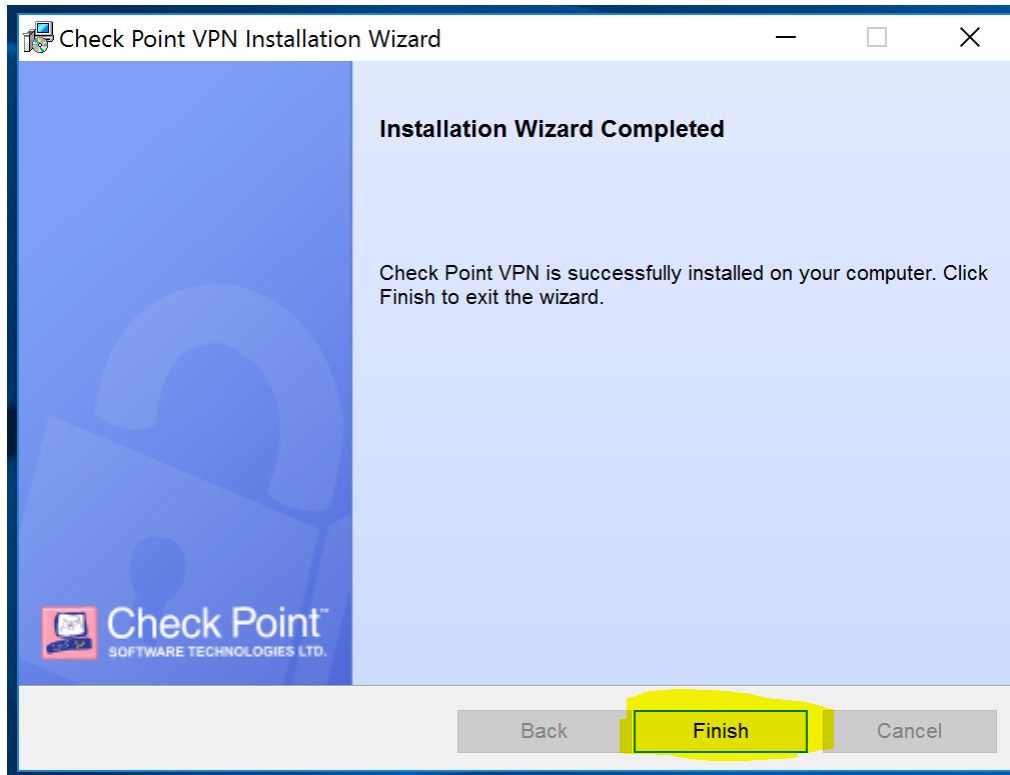 Check Point VPN Installation Wizard
Installation Wizard Completed
Check Point VPN is successfully installed on your computer. Click
Finish to exit the wizard.
Check Point™
SOFTWARE TECHNOLOGIES LTD.
Back Finish Cancel